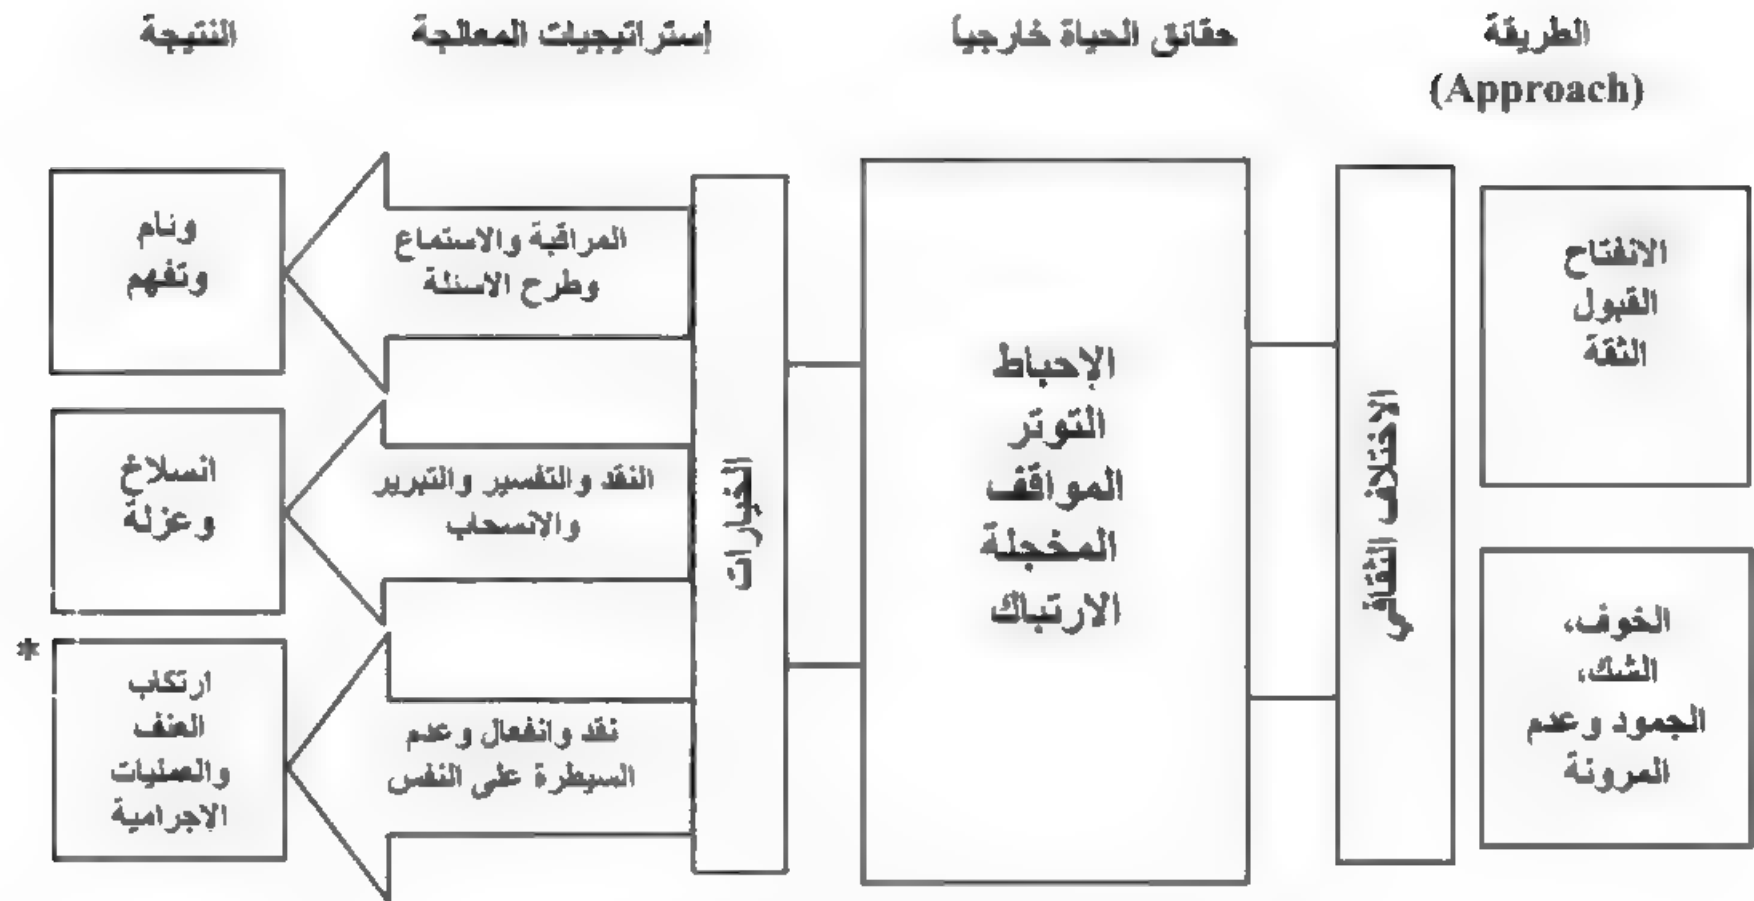 الطريقة
(Approach)
حقائق الحياة خارجياً
إستراتيجيات المعالجة
النتيجة
الانفتاح
القبول
الثقة
الخوف،
الشك،
الجمود وعدم
المرونة
الاختلاف الثقافي
الإحباط
التوتر
المواقف
المخجلة
الارتباك
الخيارات
المراقبة والاستماع
وطرح الاسئلة
النقد والتفسير والتبرير
والانسحاب
نقد وانفعال وعدم
السيطرة على النفس
ونام
وتفهم
انسلاخ
وعزلة
*
ارتكاب
العنف
والعمليات
الاجرامية